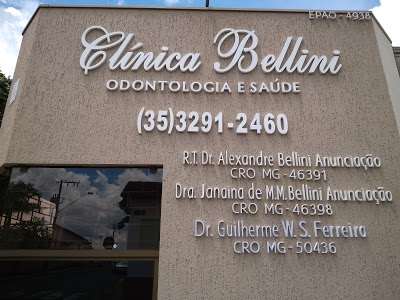 EPAO - 4938
Clínica Bellini
ODONTOLOGIA E SAÚDE
(35)3291-2460
R.T. Dr. Alexandre Bellini Anunciação
CRO MG-46391
Dra. Janaina de M.M.Bellini Anunciação
CRO MG-46398
Dr. Guilherme W. S. Ferreira
CRO MG-50436